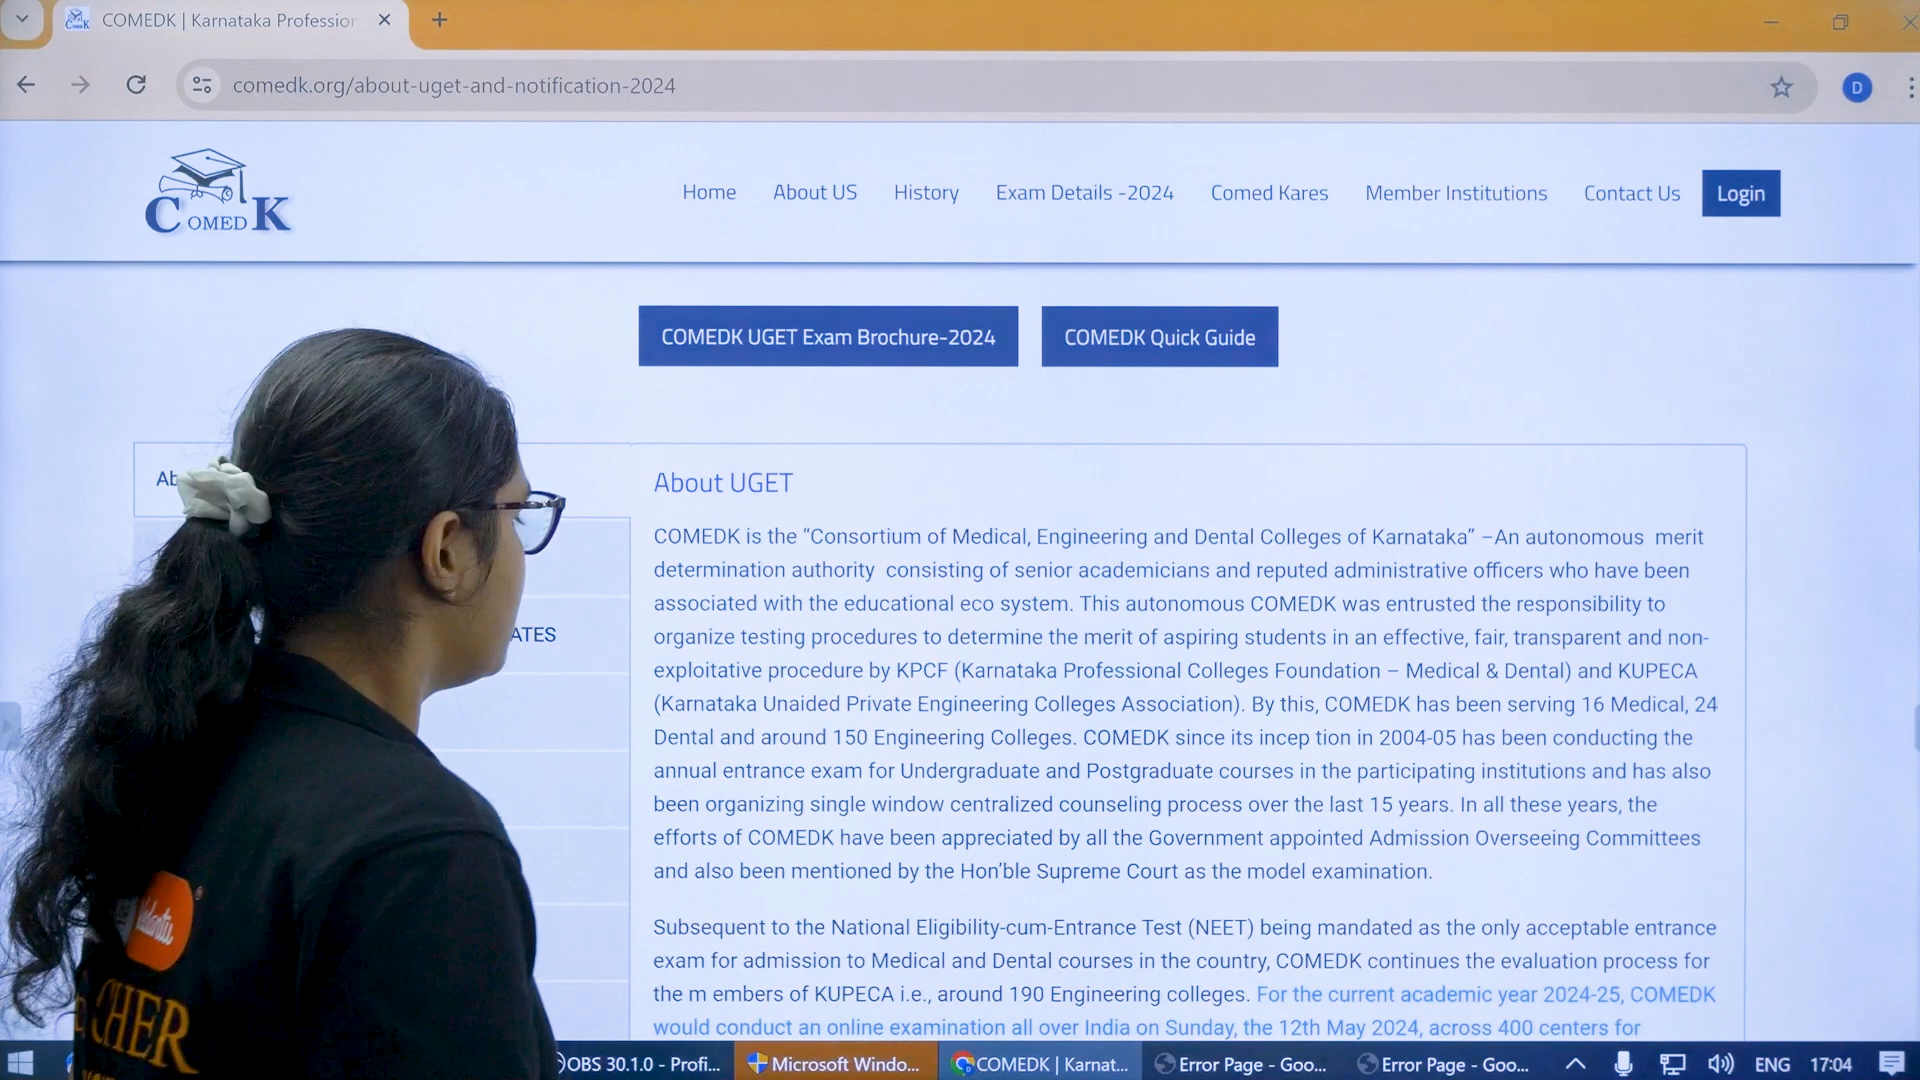 COMEDK | Karnataka Profession
comedk.org/about-uget-and-notification-2024
D
COMEDK
Home About US History Exam Details -2024 Comed Kares Member Institutions Contact Us Login
COMEDK UGET Exam Brochure-2024 COMEDK Quick Guide
Ab
ATES
About UGET
COMEDK is the “Consortium of Medical, Engineering and Dental Colleges of Karnataka” –An autonomous merit
determination authority consisting of senior academicians and reputed administrative officers who have been
associated with the educational eco system. This autonomous COMEDK was entrusted the responsibility to
organize testing procedures to determine the merit of aspiring students in an effective, fair, transparent and non-
exploitative procedure by KPCF (Karnataka Professional Colleges Foundation – Medical & Dental) and KUPECA
(Karnataka Unaided Private Engineering Colleges Association). By this, COMEDK has been serving 16 Medical, 24
Dental and around 150 Engineering Colleges. COMEDK since its incep tion in 2004-05 has been conducting the
annual entrance exam for Undergraduate and Postgraduate courses in the participating institutions and has also
been organizing single window centralized counseling process over the last 15 years. In all these years, the
efforts of COMEDK have been appreciated by all the Government appointed Admission Overseeing Committees
and also been mentioned by the Hon’ble Supreme Court as the model examination.
Subsequent to the National Eligibility-cum-Entrance Test (NEET) being mandated as the only acceptable entrance
exam for admission to Medical and Dental courses in the country, COMEDK continues the evaluation process for
the m embers of KUPECA i.e., around 190 Engineering colleges. For the current academic year 2024-25, COMEDK
would conduct an online examination all over India on Sunday, the 12th May 2024, across 400 centers for
CHER
OBS 30.1.0 - Profi... Microsoft Windo... COMEDK | Karnat... Error Page - Goo... Error Page - Goo... ENG 17:04